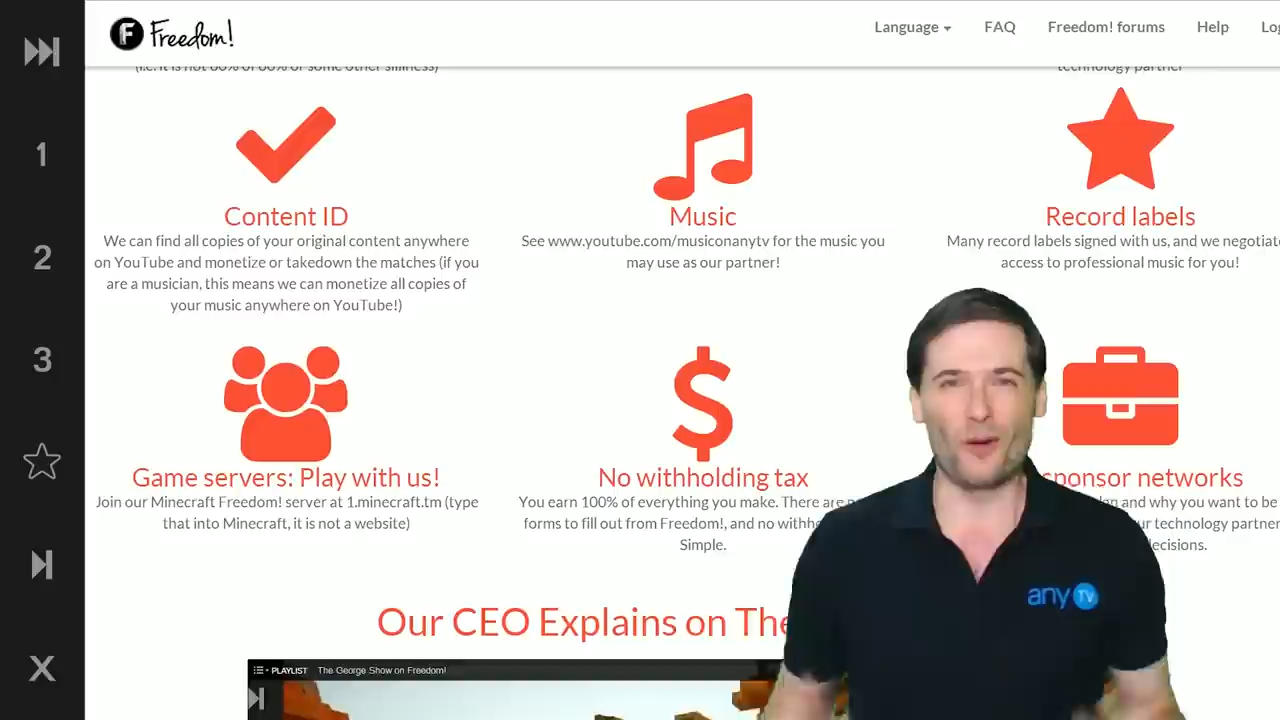 Freedom!
Language
FAQ
Freedom! forums
Help
1
2
3
X
Content ID
We can find all copies of your original content anywhere
on YouTube and monetize or takedown the matches (if you
are a musician, this means we can monetize all copies of
your music anywhere on YouTube!)
Music
See www.youtube.com/musiconanytv for the music you
may use as our partner!
Record labels
Many record labels signed with us, and we negotiate
access to professional music for you!
Game servers: Play with us!
Join our Minecraft Freedom! server at 1.minecraft.tm (type
that into Minecraft, it is not a website)
No withholding tax
You earn 100% of everything you make. There are
forms to fill out from Freedom!, and no
Simple.
sponsor networks
and why you want to be
technology partner
decisions.
Our CEO Explains on The
PLAYLIST The George Show on Freedom!
any TV
technology partner